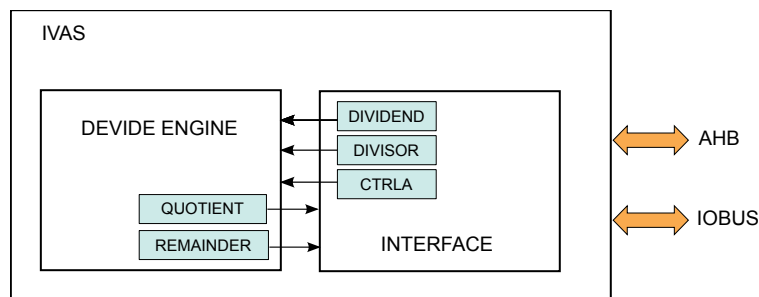 IVAS
DEVIDE ENGINE
DIVIDEND
DIVISOR
CTRLA
QUOTIENT
REMAINDER
INTERFACE
AHB
IOBUS